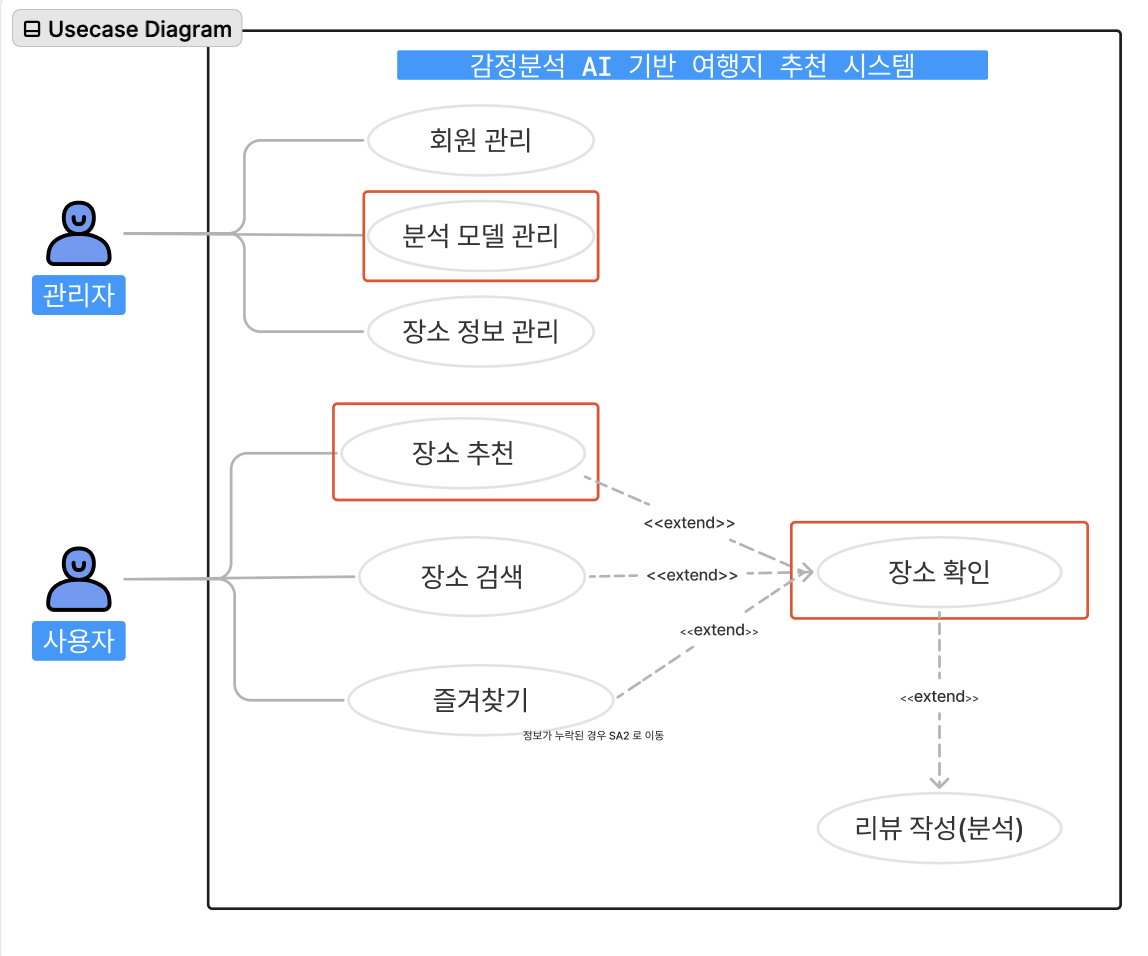 Usecase Diagram
감정분석 AI 기반 여행지 추천 시스템
회원 관리
분석 모델 관리
관리자
장소 정보 관리
장소 추천
<<extend>>
장소 검색
<<extend>>
장소 확인
<<extend>>
사용자
즐겨찾기
<<extend>>
정보가 누락된 경우 SA2 로 이동
리뷰 작성(분석)